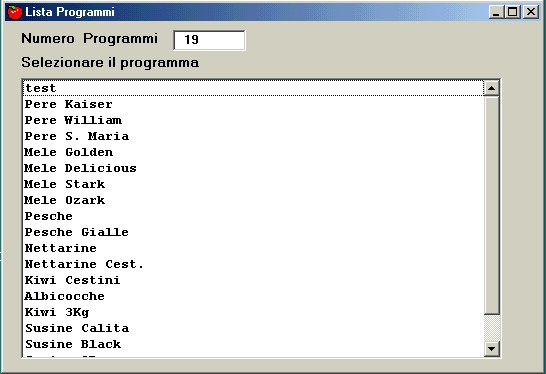 Lista Programmi
Numero Programmi 19
Selezionare il programma
test
Pere Kaiser
Pere William
Pere S. Maria
Mele Golden
Mele Delicious
Mele Stark
Mele Ozark
Pesche
Pesche Gialle
Nettarine
Nettarine Cest.
Kiwi Cestini
Albicocche
Kiwi 3Kg
Susine Calita
Susine Black